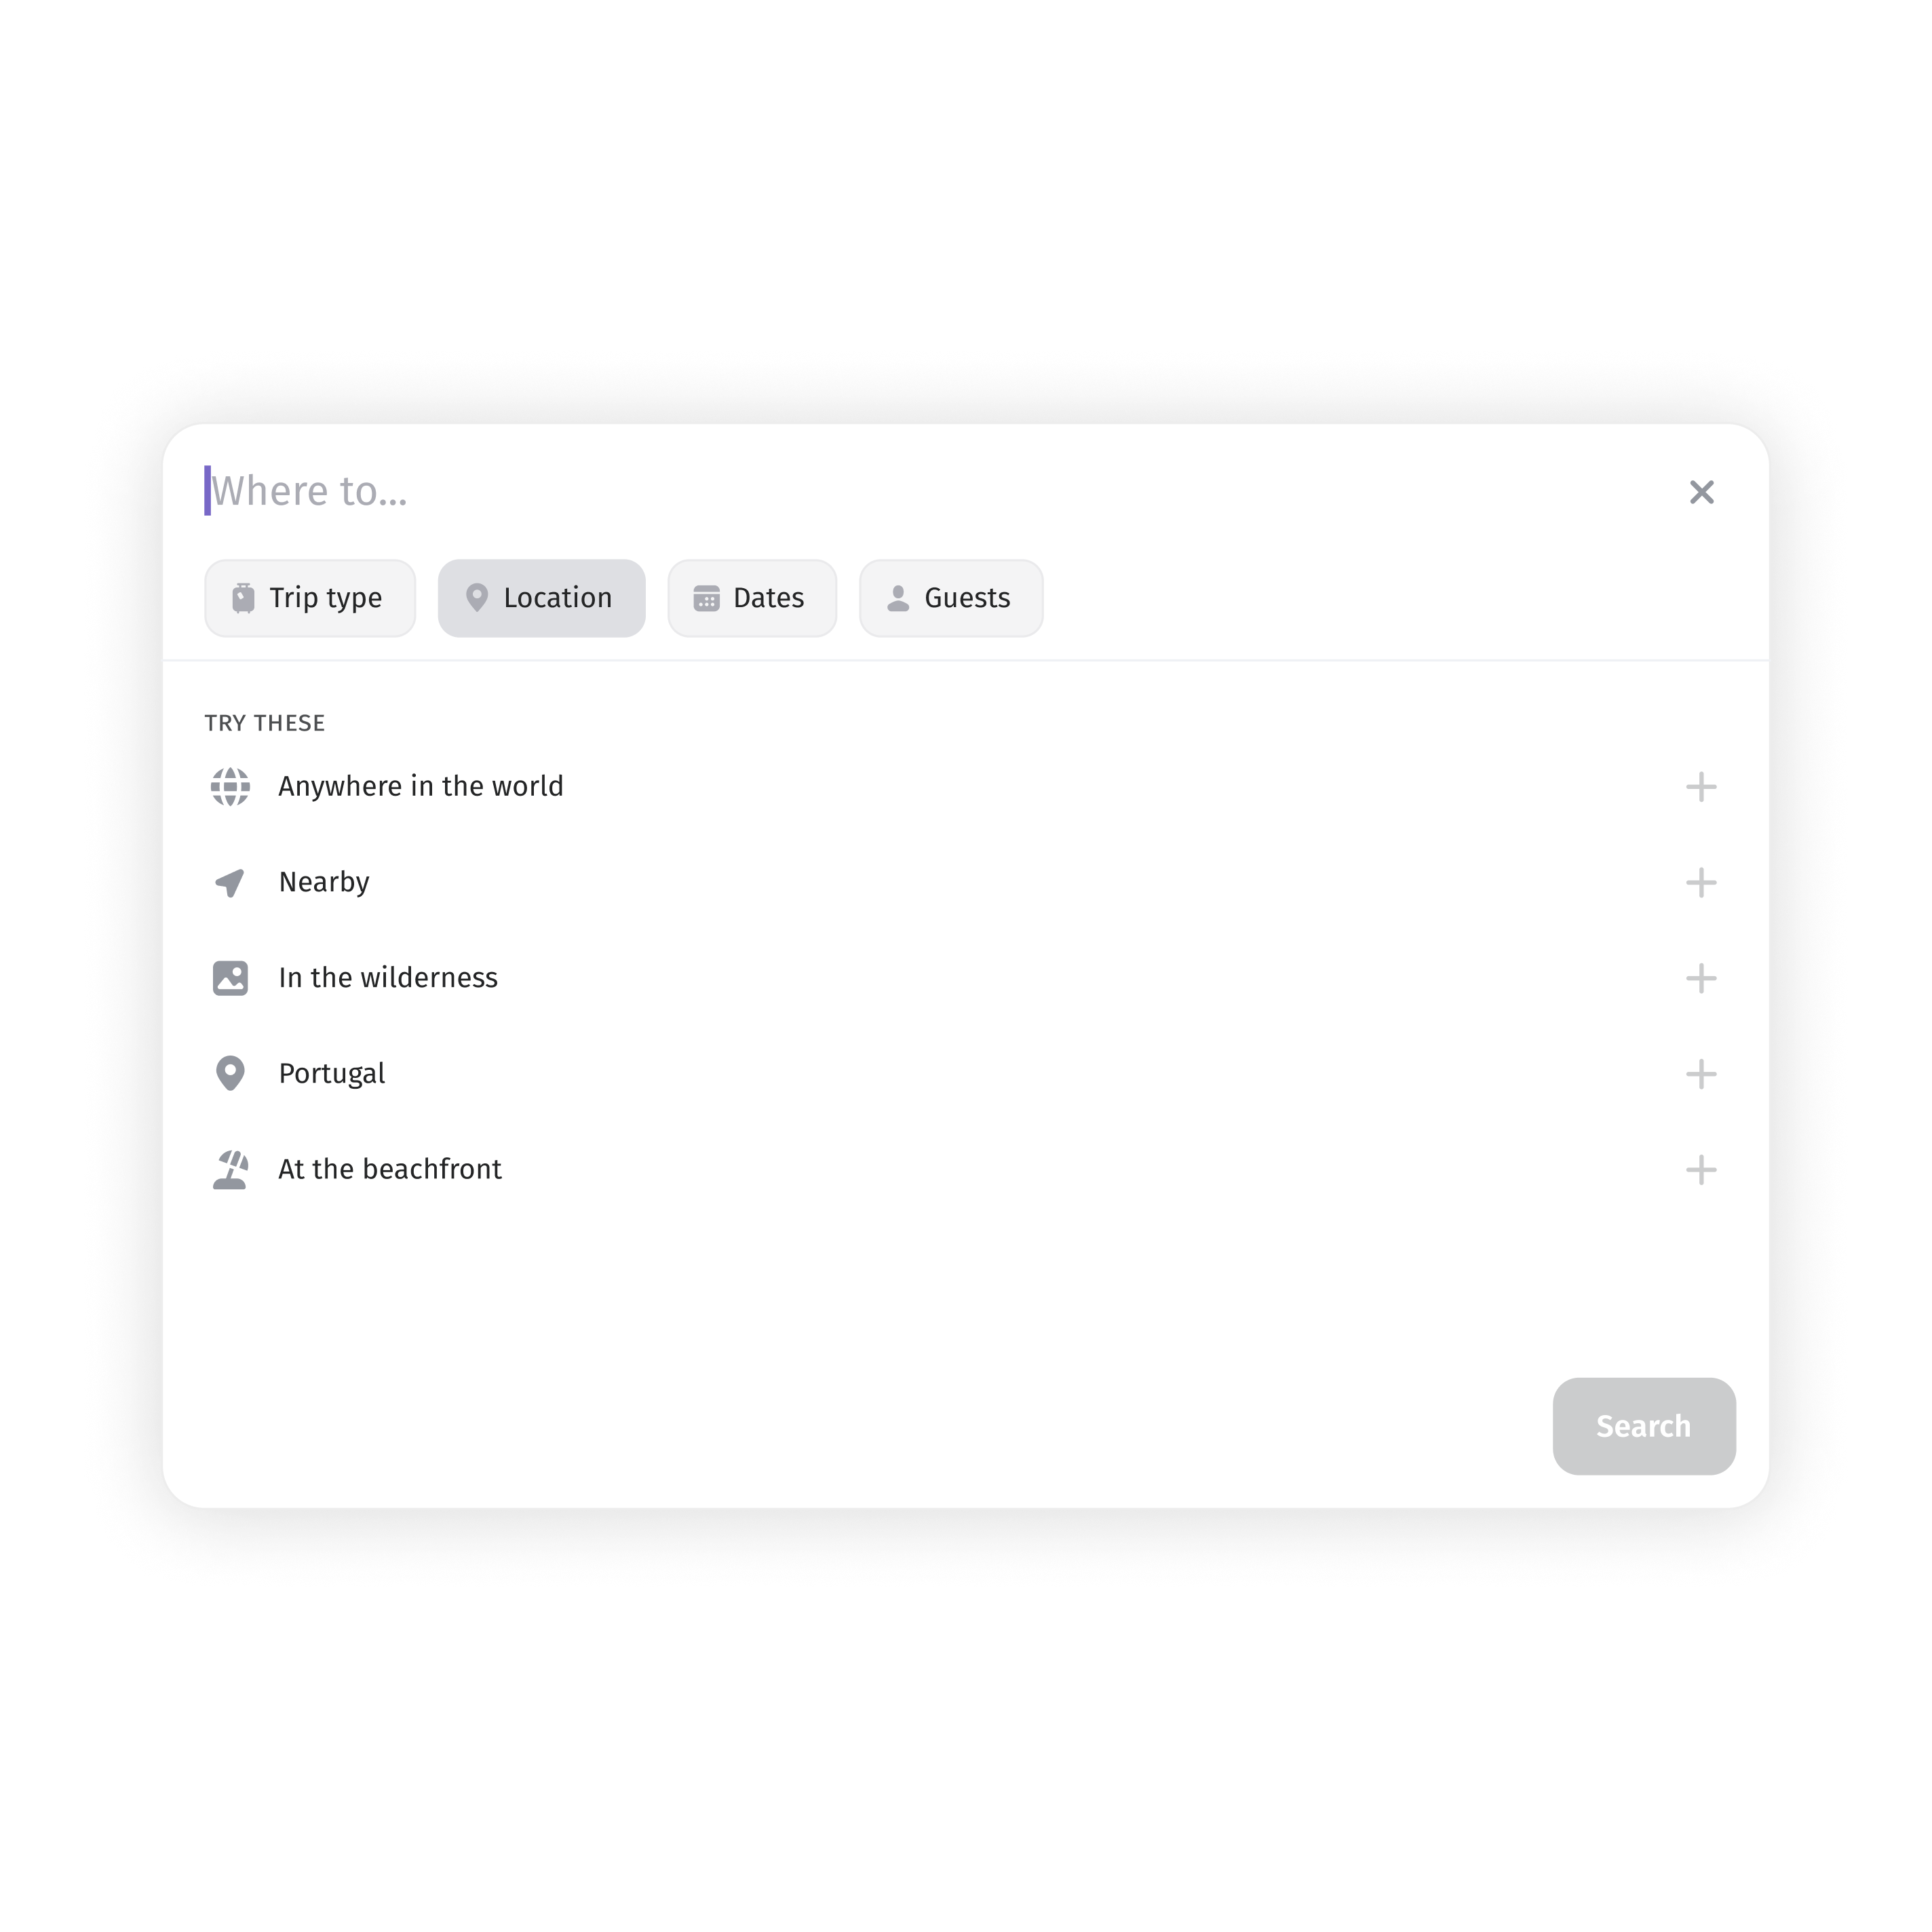 Where to...
Trip type
Location
Dates
Guests
TRY THESE
Anywhere in the world
Nearby
In the wilderness
Portugal
At the beachfront
Search